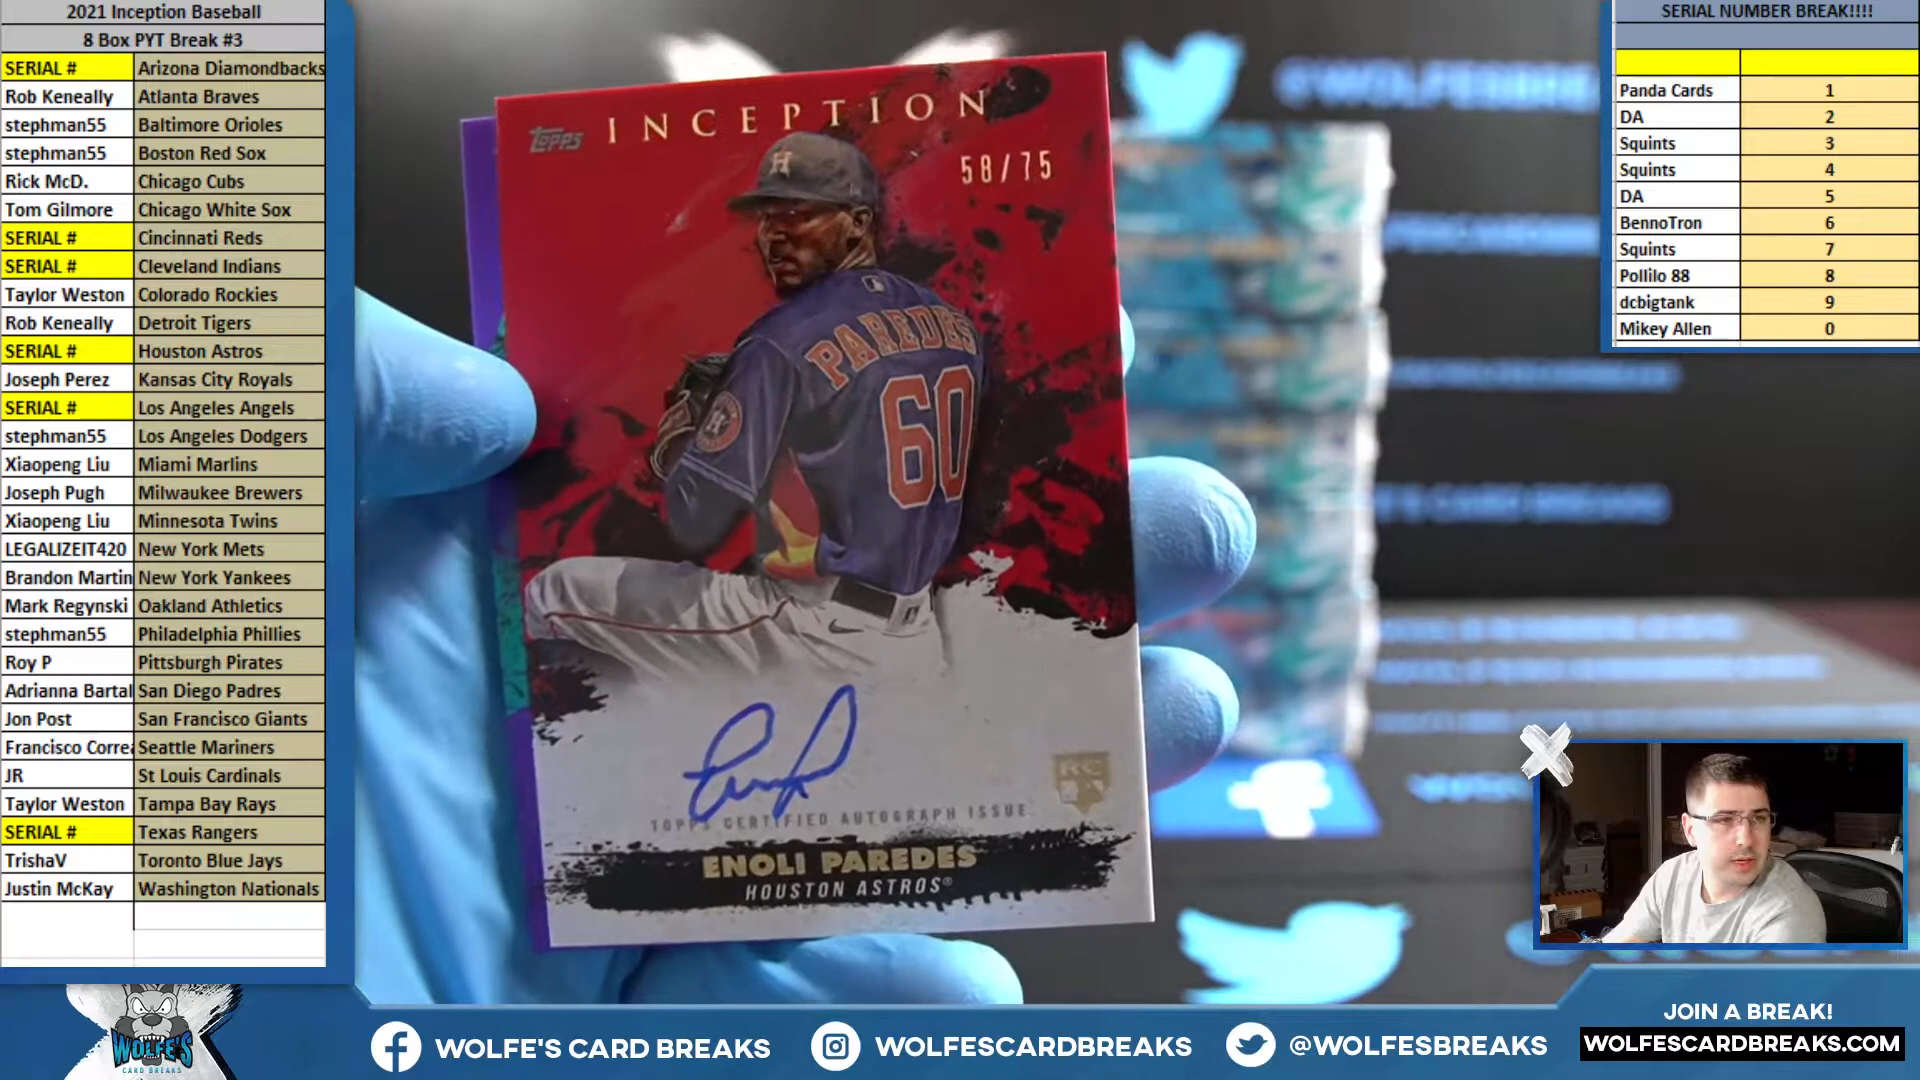 2021 Inception Baseball
8 Box PYT Break #3
SERIAL # Arizona Diamondbacks
Rob Keneally Atlanta Braves
stephman55 Baltimore Orioles
stephman55 Boston Red Sox
Rick McD. Chicago Cubs
Tom Gilmore Chicago White Sox
SERIAL # Cincinnati Reds
SERIAL # Cleveland Indians
Taylor Weston Colorado Rockies
Rob Keneally Detroit Tigers
SERIAL # Houston Astros
Joseph Perez Kansas City Royals
SERIAL # Los Angeles Angels
stephman55 Los Angeles Dodgers
Xiaopeng Liu Miami Marlins
Joseph Pugh Milwaukee Brewers
Xiaopeng Liu Minnesota Twins
LEGALIZEIT420 New York Mets
Brandon Martin New York Yankees
Mark Regynski Oakland Athletics
stephman55 Philadelphia Phillies
Roy P Pittsburgh Pirates
Adrianna Bartal San Diego Padres
Jon Post San Francisco Giants
Francisco Correa Seattle Mariners
JR St Louis Cardinals
Taylor Weston Tampa Bay Rays
SERIAL # Texas Rangers
TrishaV Toronto Blue Jays
Justin McKay Washington Nationals
Topps INCEPTION
58/75
H
PAREDES
60
RC
TOPPS CERTIFIED AUTOGRAPH ISSUE
ENOLI PAREDES
HOUSTON ASTROS®
SERIAL NUMBER BREAK!!!!
Panda Cards 1
DA 2
Squints 3
Squints 4
DA 5
BennoTron 6
Squints 7
Pollilo 88 8
dcbigtank 9
Mikey Allen 0
@WOLFESBREA
WOLFE'S
CARD BREAKS
WOLFE'S CARD BREAKS
WOLFESCARDBREAKS
@WOLFESBREAKS
JOIN A BREAK!
WOLFESCARDBREAKS.COM